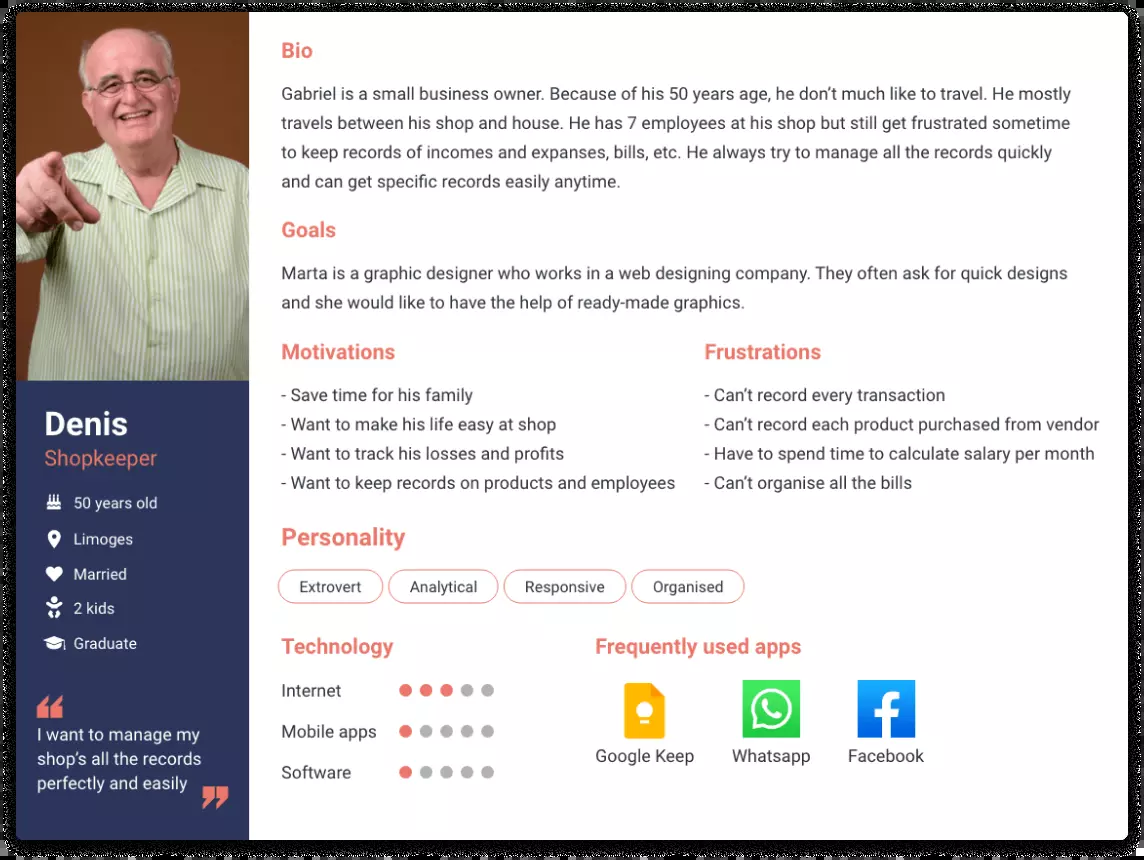 Denis
Shopkeeper
50 years old
Limoges
Married
2 kids
Graduate
I want to manage my
shop’s all the records
perfectly and easily
Bio
Gabriel is a small business owner. Because of his 50 years age, he don’t much like to travel. He mostly
travels between his shop and house. He has 7 employees at his shop but still get frustrated sometime
to keep records of incomes and expanses, bills, etc. He always try to manage all the records quickly
and can get specific records easily anytime.
Goals
Marta is a graphic designer who works in a web designing company. They often ask for quick designs
and she would like to have the help of ready-made graphics.
Motivations
- Save time for his family
- Want to make his life easy at shop
- Want to track his losses and profits
- Want to keep records on products and employees
Frustrations
- Can’t record every transaction
- Can’t record each product purchased from vendor
- Have to spend time to calculate salary per month
- Can’t organise all the bills
Personality
Extrovert Analytical Responsive Organised
Technology
Internet
Mobile apps
Software
Frequently used apps
Google Keep Whatsapp Facebook